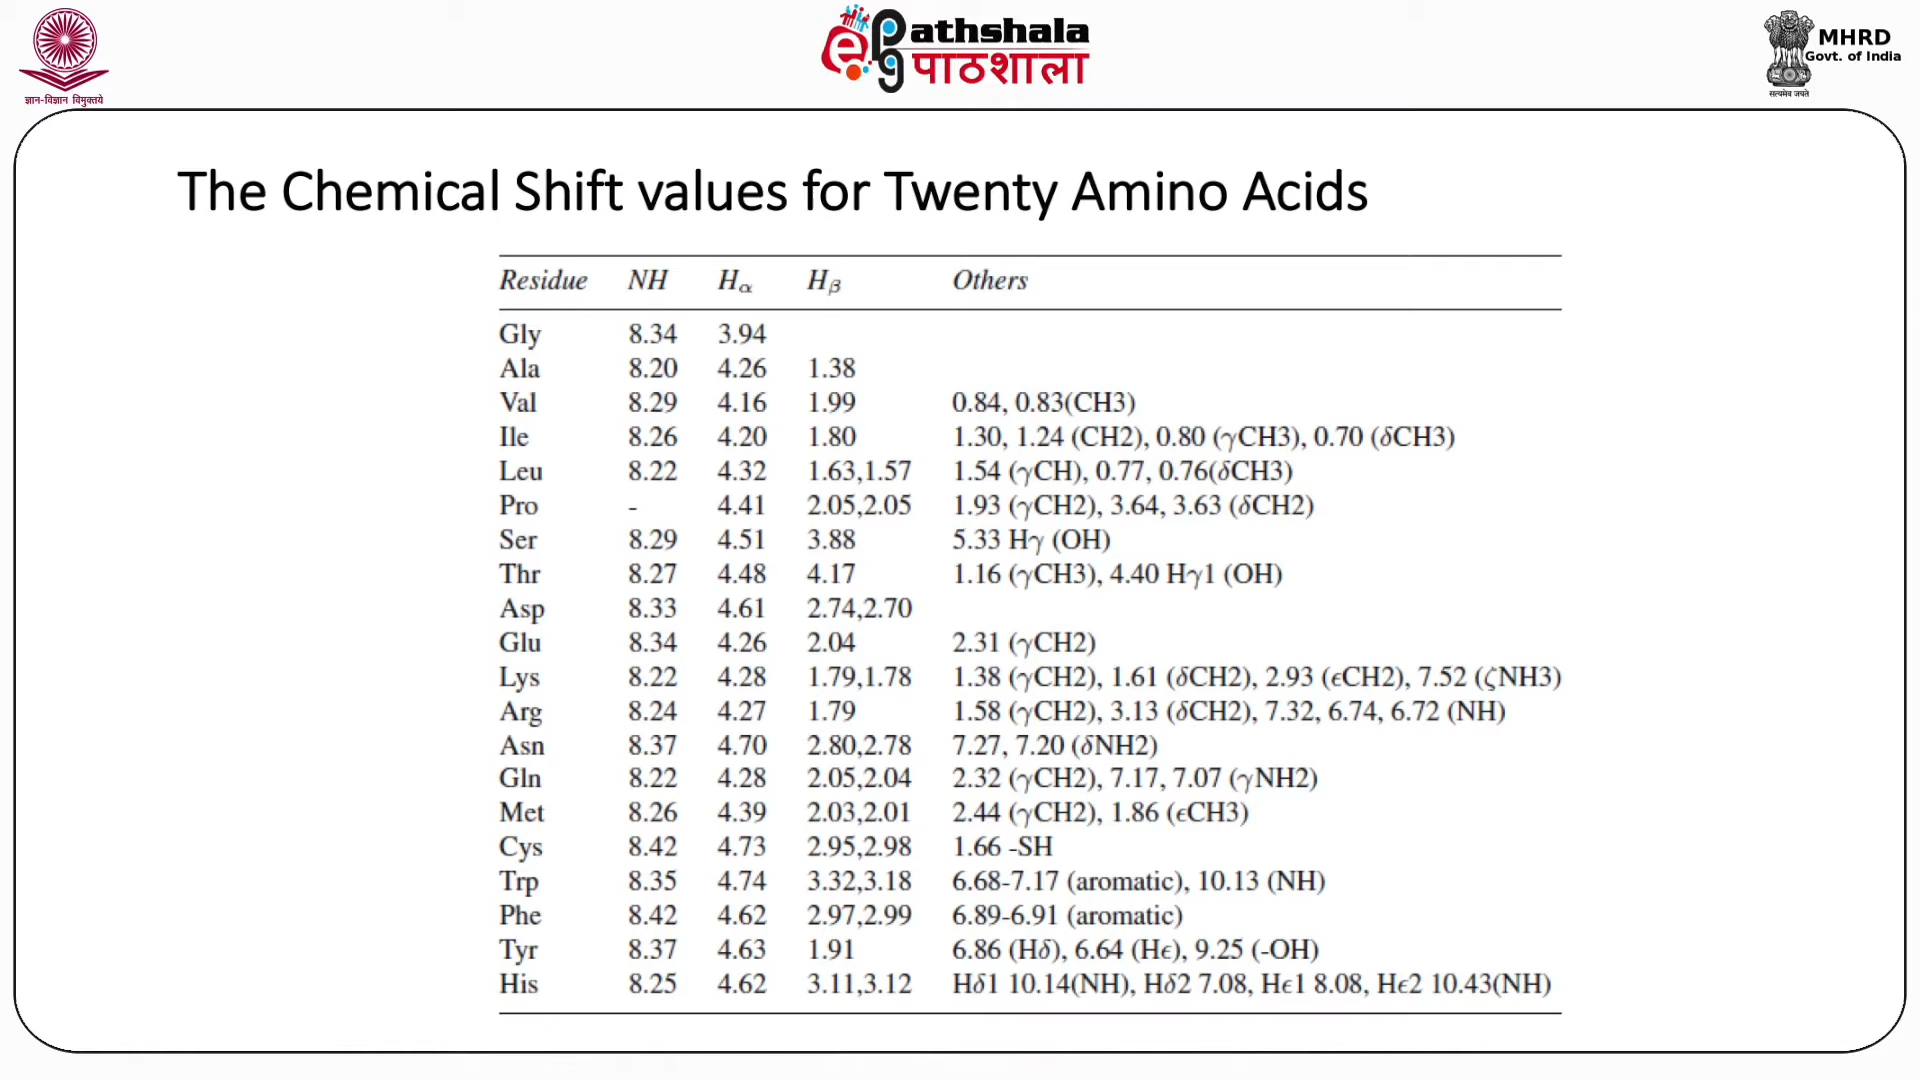 ज्ञान-विज्ञान विमुक्तये
ePathshala
पाठशाला
MHRD
Govt. of India
सत्यमेव जयते
The Chemical Shift values for Twenty Amino Acids
Residue NH Hα Hβ Others
Gly 8.34 3.94
Ala 8.20 4.26 1.38
Val 8.29 4.16 1.99 0.84, 0.83(CH3)
Ile 8.26 4.20 1.80 1.30, 1.24 (CH2), 0.80 (γCH3), 0.70 (δCH3)
Leu 8.22 4.32 1.63,1.57 1.54 (γCH), 0.77, 0.76(δCH3)
Pro - 4.41 2.05,2.05 1.93 (γCH2), 3.64, 3.63 (δCH2)
Ser 8.29 4.51 3.88 5.33 Hγ (OH)
Thr 8.27 4.48 4.17 1.16 (γCH3), 4.40 Hγ1 (OH)
Asp 8.33 4.61 2.74,2.70
Glu 8.34 4.26 2.04 2.31 (γCH2)
Lys 8.22 4.28 1.79,1.78 1.38 (γCH2), 1.61 (δCH2), 2.93 (ϵCH2), 7.52 (ζNH3)
Arg 8.24 4.27 1.79 1.58 (γCH2), 3.13 (δCH2), 7.32, 6.74, 6.72 (NH)
Asn 8.37 4.70 2.80,2.78 7.27, 7.20 (δNH2)
Gln 8.22 4.28 2.05,2.04 2.32 (γCH2), 7.17, 7.07 (γNH2)
Met 8.26 4.39 2.03,2.01 2.44 (γCH2), 1.86 (ϵCH3)
Cys 8.42 4.73 2.95,2.98 1.66 -SH
Trp 8.35 4.74 3.32,3.18 6.68-7.17 (aromatic), 10.13 (NH)
Phe 8.42 4.62 2.97,2.99 6.89-6.91 (aromatic)
Tyr 8.37 4.63 1.91 6.86 (Hδ), 6.64 (Hϵ), 9.25 (-OH)
His 8.25 4.62 3.11,3.12 Hδ1 10.14(NH), Hδ2 7.08, Hϵ1 8.08, Hϵ2 10.43(NH)